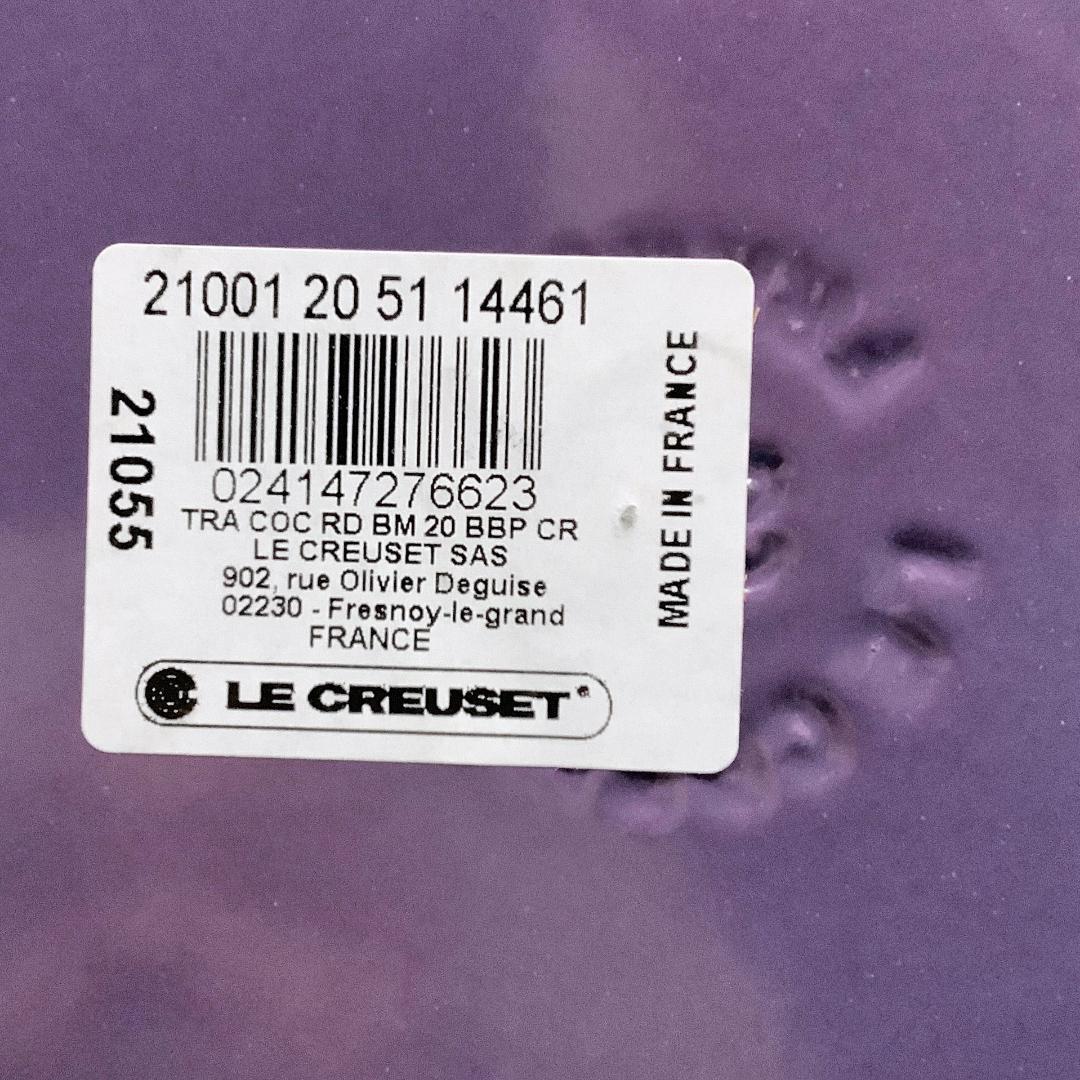 21001 20 51 14461
024147276623
TRA COC RD BM 20 BBP CR
LE CREUSET SAS
902, rue Olivier Deguise
02230 - Fresnoy-le-grand
FRANCE
LE CREUSET
21055
MADE IN FRANCE